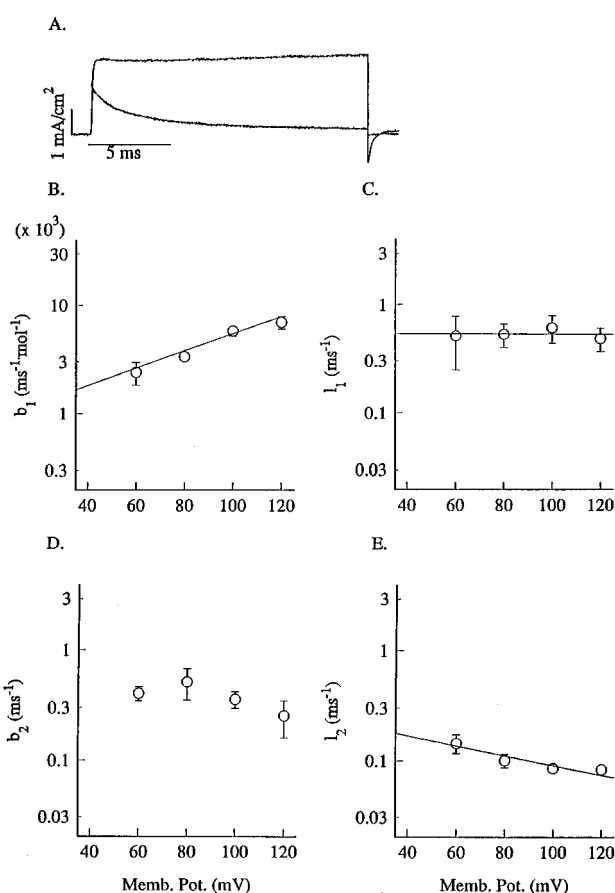 A.
1 mA/cm²
5 ms
B.
C.
(x 10³)
30
10
3
1
0.3
b₁ (ms⁻¹·mol⁻¹)
40 60 80 100 120
3
1
0.3
0.1
0.03
l₁ (ms⁻¹)
40 60 80 100 120
D.
E.
3
1
0.3
0.1
0.03
b₂ (ms⁻¹)
40 60 80 100 120
Memb. Pot. (mV)
3
1
0.3
0.1
0.03
l₂ (ms⁻¹)
40 60 80 100 120
Memb. Pot. (mV)